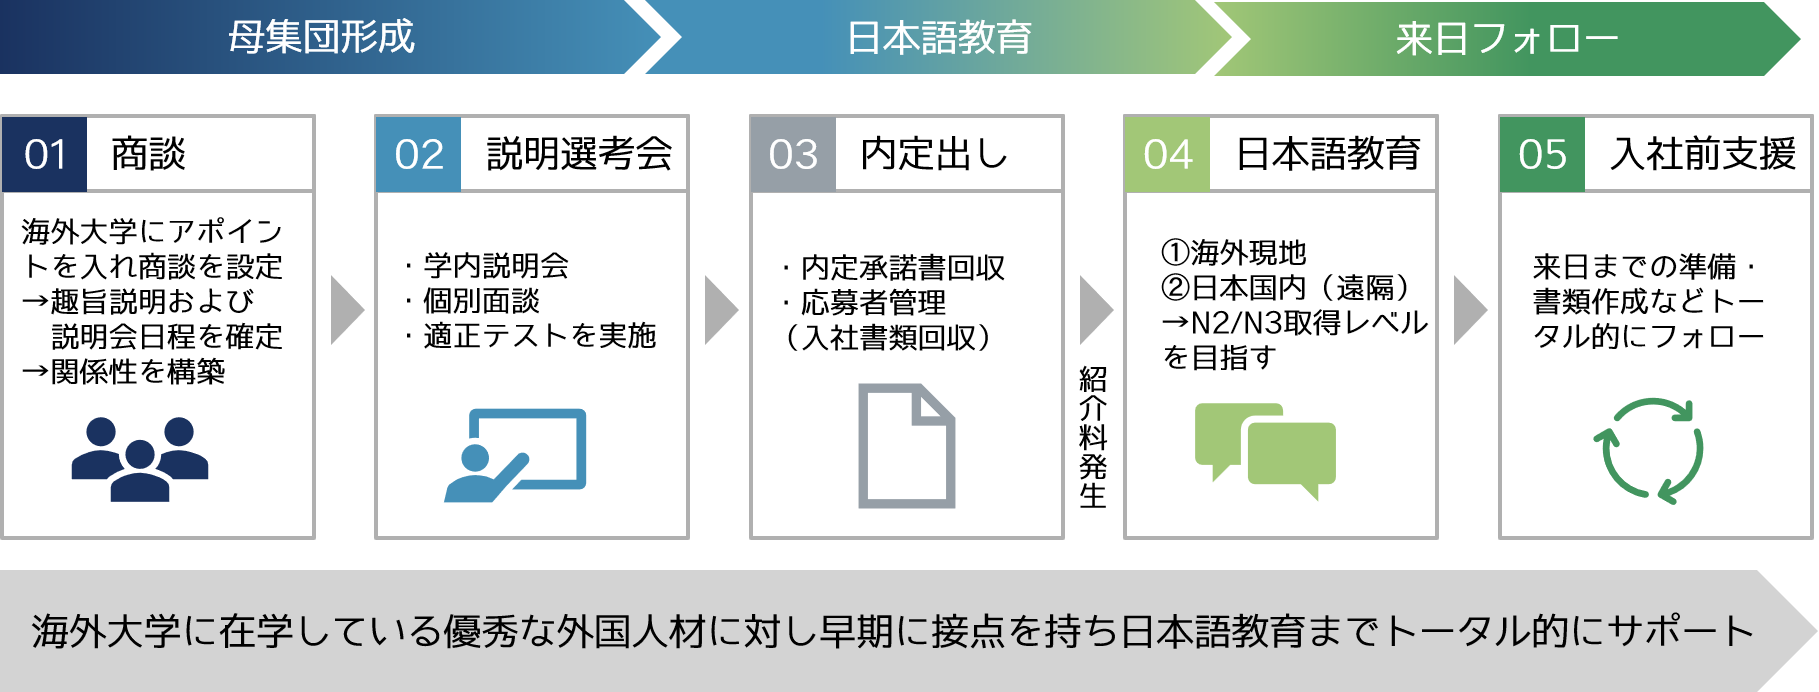 母集団形成
日本語教育
来日フォロー
01 商談
海外大学にアポイン
トを入れ商談を設定
→趣旨説明および
説明会日程を確定
→関係性を構築
02 説明選考会
・学内説明会
・個別面談
・適正テストを実施
03 内定出し
・内定承諾書回収
・応募者管理
（入社書類回収）
紹介料発生
04 日本語教育
①海外現地
②日本国内（遠隔）
→N2/N3取得レベル
を目指す
05 入社前支援
来日までの準備・
書類作成などトー
タル的にフォロー
海外大学に在学している優秀な外国人材に対し早期に接点を持ち日本語教育までトータル的にサポート